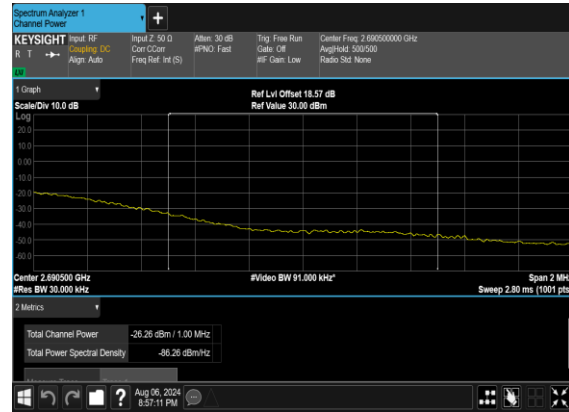 Spectrum Analyzer 1
Channel Power
KEYSIGHT
R T
Input: RF
Coupling: DC
Align: Auto
Input Z: 50 Ω
Corr CCorr
Freq Ref: Int (S)
Atten: 30 dB
#PNO: Fast
Trig: Free Run
Gate: Off
#IF Gain: Low
Center Freq: 2.690500000 GHz
Avg|Hold: 500/500
Radio Std: None
1 Graph
Scale/Div 10.0 dB
Ref Lvl Offset 18.57 dB
Ref Value 30.00 dBm
Log
20.0
10.0
0.00
-10.0
-20.0
-30.0
-40.0
-50.0
-60.0
Center 2.690500 GHz
#Res BW 30.000 kHz
#Video BW 91.000 kHz*
Span 2 MHz
Sweep 2.80 ms (1001 pts)
2 Metrics
Total Channel Power -26.26 dBm / 1.00 MHz
Total Power Spectral Density -86.26 dBm/Hz
?
Aug 06, 2024
8:57:11 PM